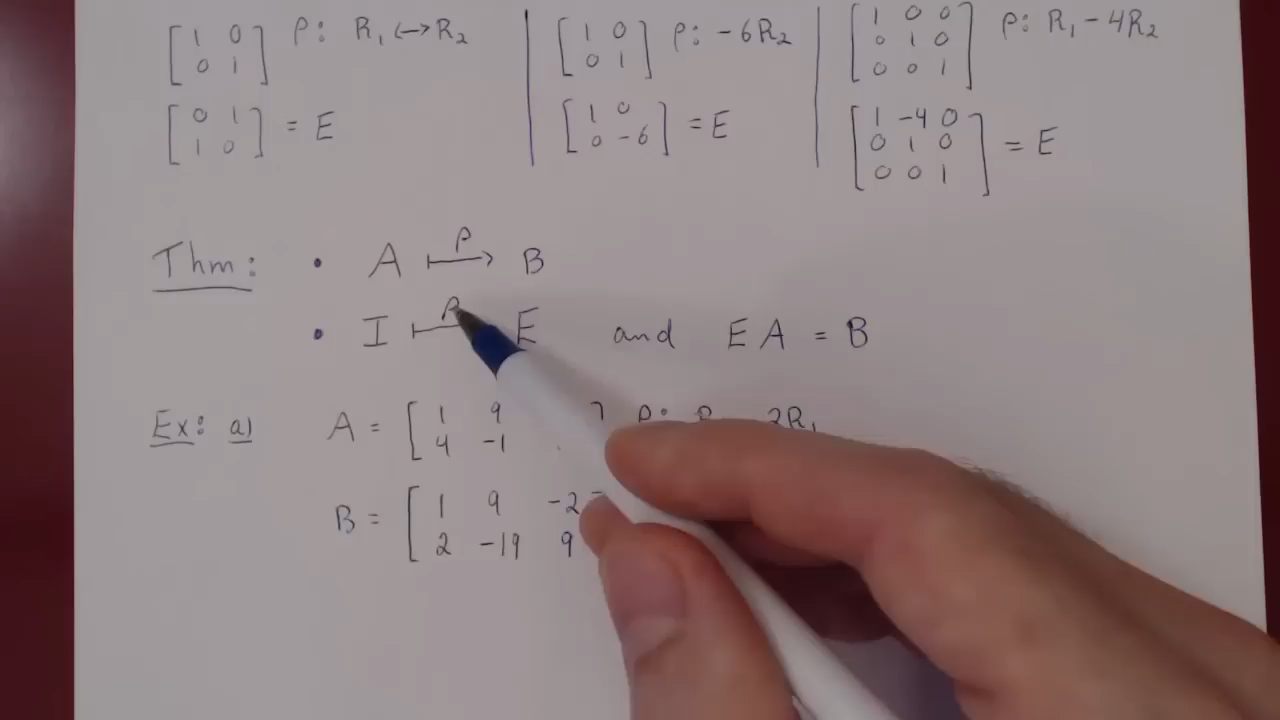 [1 0 0 1] ρ: R₁ ↔ R₂
[0 1 1 0] = E
[1 0 0 1] ρ: -6R₂
[1 0 0 -6] = E
[1 0 0 0 1 0 0 0 1] ρ: R₁ - 4R₂
[1 -4 0 0 1 0 0 0 1] = E
Thm: • A ⟼ρ B
• I ⟼ρ E and EA = B
Ex: a) A = [1 9
4 -1
ρ: 2R₁
B = [1 9 -2
2 -19 9